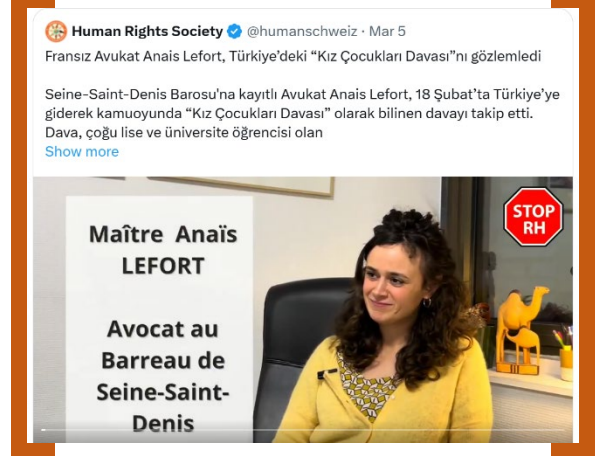 Human Rights Society @humanschweiz · Mar 5
Fransız Avukat Anais Lefort, Türkiye’deki “Kız Çocukları Davası”nı gözlemledi
Seine-Saint-Denis Barosu'na kayıtlı Avukat Anais Lefort, 18 Şubat’ta Türkiye’ye
giderek kamuoyunda “Kız Çocukları Davası” olarak bilinen davayı takip etti.
Dava, çoğu lise ve üniversite öğrencisi olan
Show more
Maître Anaïs
LEFORT
Avocat au
Barreau de
Seine-Saint-
Denis
STOP
RH